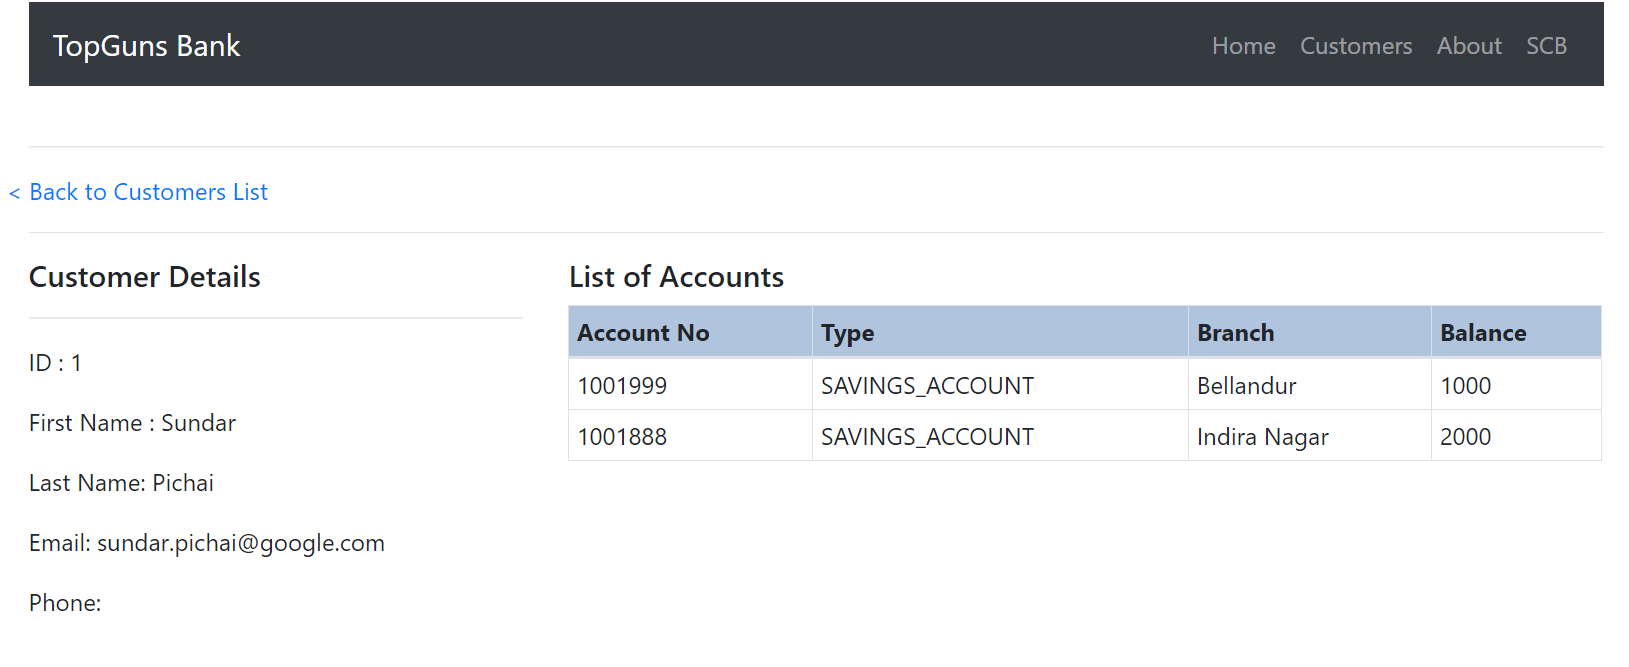 TopGuns Bank Home Customers About SCB
< Back to Customers List
Customer Details
ID : 1
First Name : Sundar
Last Name: Pichai
Email: sundar.pichai@google.com
Phone:
List of Accounts
Account No Type Branch Balance
1001999 SAVINGS_ACCOUNT Bellandur 1000
1001888 SAVINGS_ACCOUNT Indira Nagar 2000